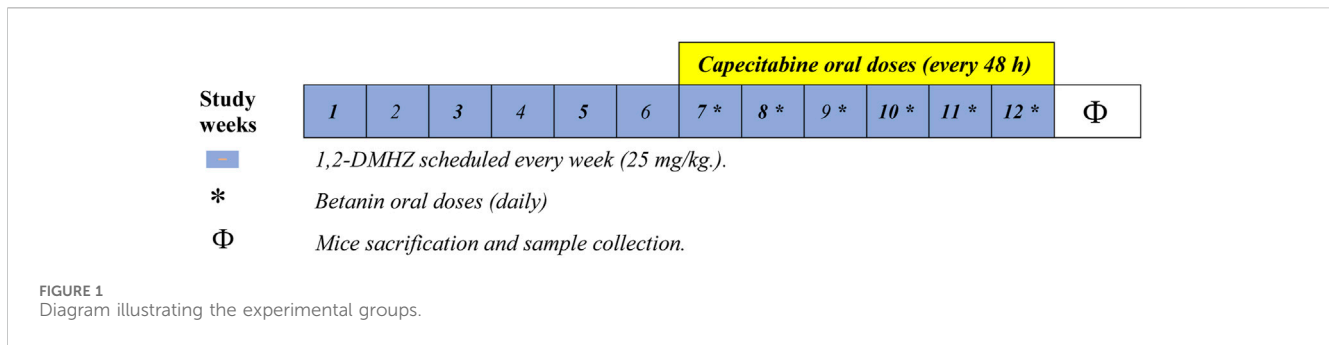 Capecitabine oral doses (every 48 h)
Study weeks
1 2 3 4 5 6 7 * 8 * 9 * 10 * 11 * 12 * Φ
1,2-DMHZ scheduled every week (25 mg/kg.).
* Betanin oral doses (daily)
Φ Mice sacrification and sample collection.
FIGURE 1
Diagram illustrating the experimental groups.